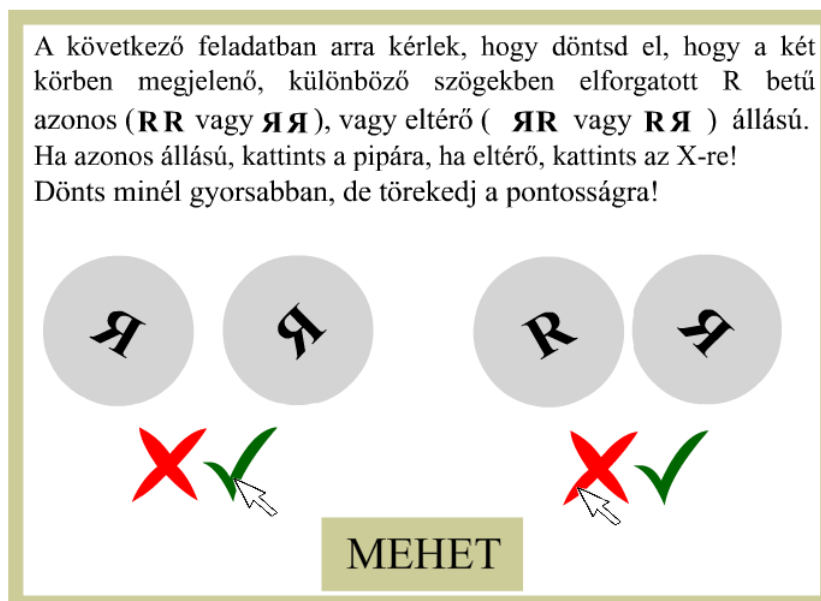 A következő feladatban arra kérlek, hogy döntsd el, hogy a két
körben megjelenő, különböző szögekben elforgatott R betű
azonos (R R vagy Я Я), vagy eltérő ( ЯR vagy R Я ) állású.
Ha azonos állású, kattints a pipára, ha eltérő, kattints az X-re!
Dönts minél gyorsabban, de törekedj a pontosságra!
Я Я R Я
MEHET